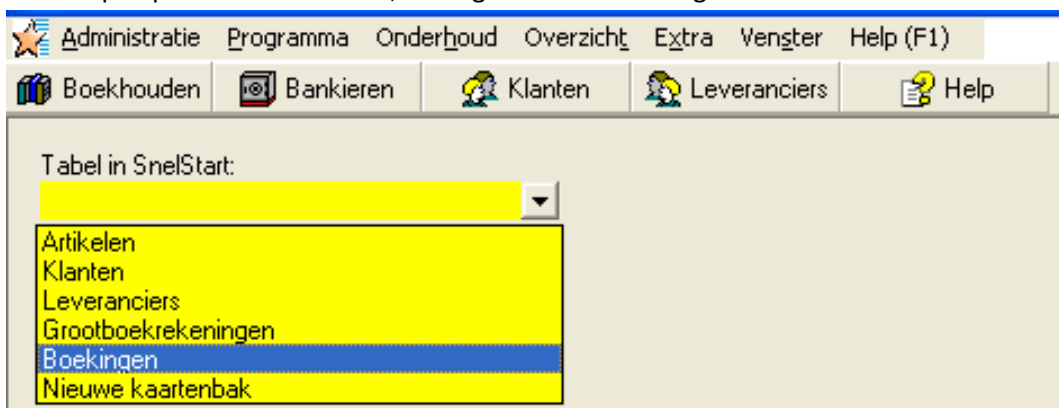 Administratie Programma Onderhoud Overzicht Extra Venster Help (F1)
Boekhouden Bankieren Klanten Leveranciers Help
Tabel in SnelStart:
Artikelen
Klanten
Leveranciers
Grootboekrekeningen
Boekingen
Nieuwe kaartenbak